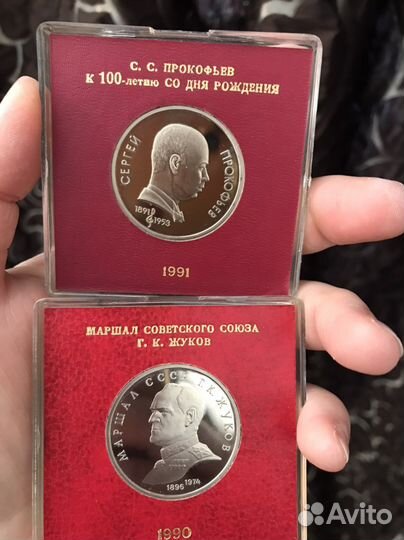 С. С. ПРОКОФЬЕВ
к 100-летию СО ДНЯ РОЖДЕНИЯ
СЕРГЕЙ ПРОКОФЬЕВ
1891
1953
1991
МАРШАЛ СОВЕТСКОГО СОЮЗА
Г. К. ЖУКОВ
МАРШАЛ СССР Г.К.ЖУКОВ
1896 1974
1990
Avito